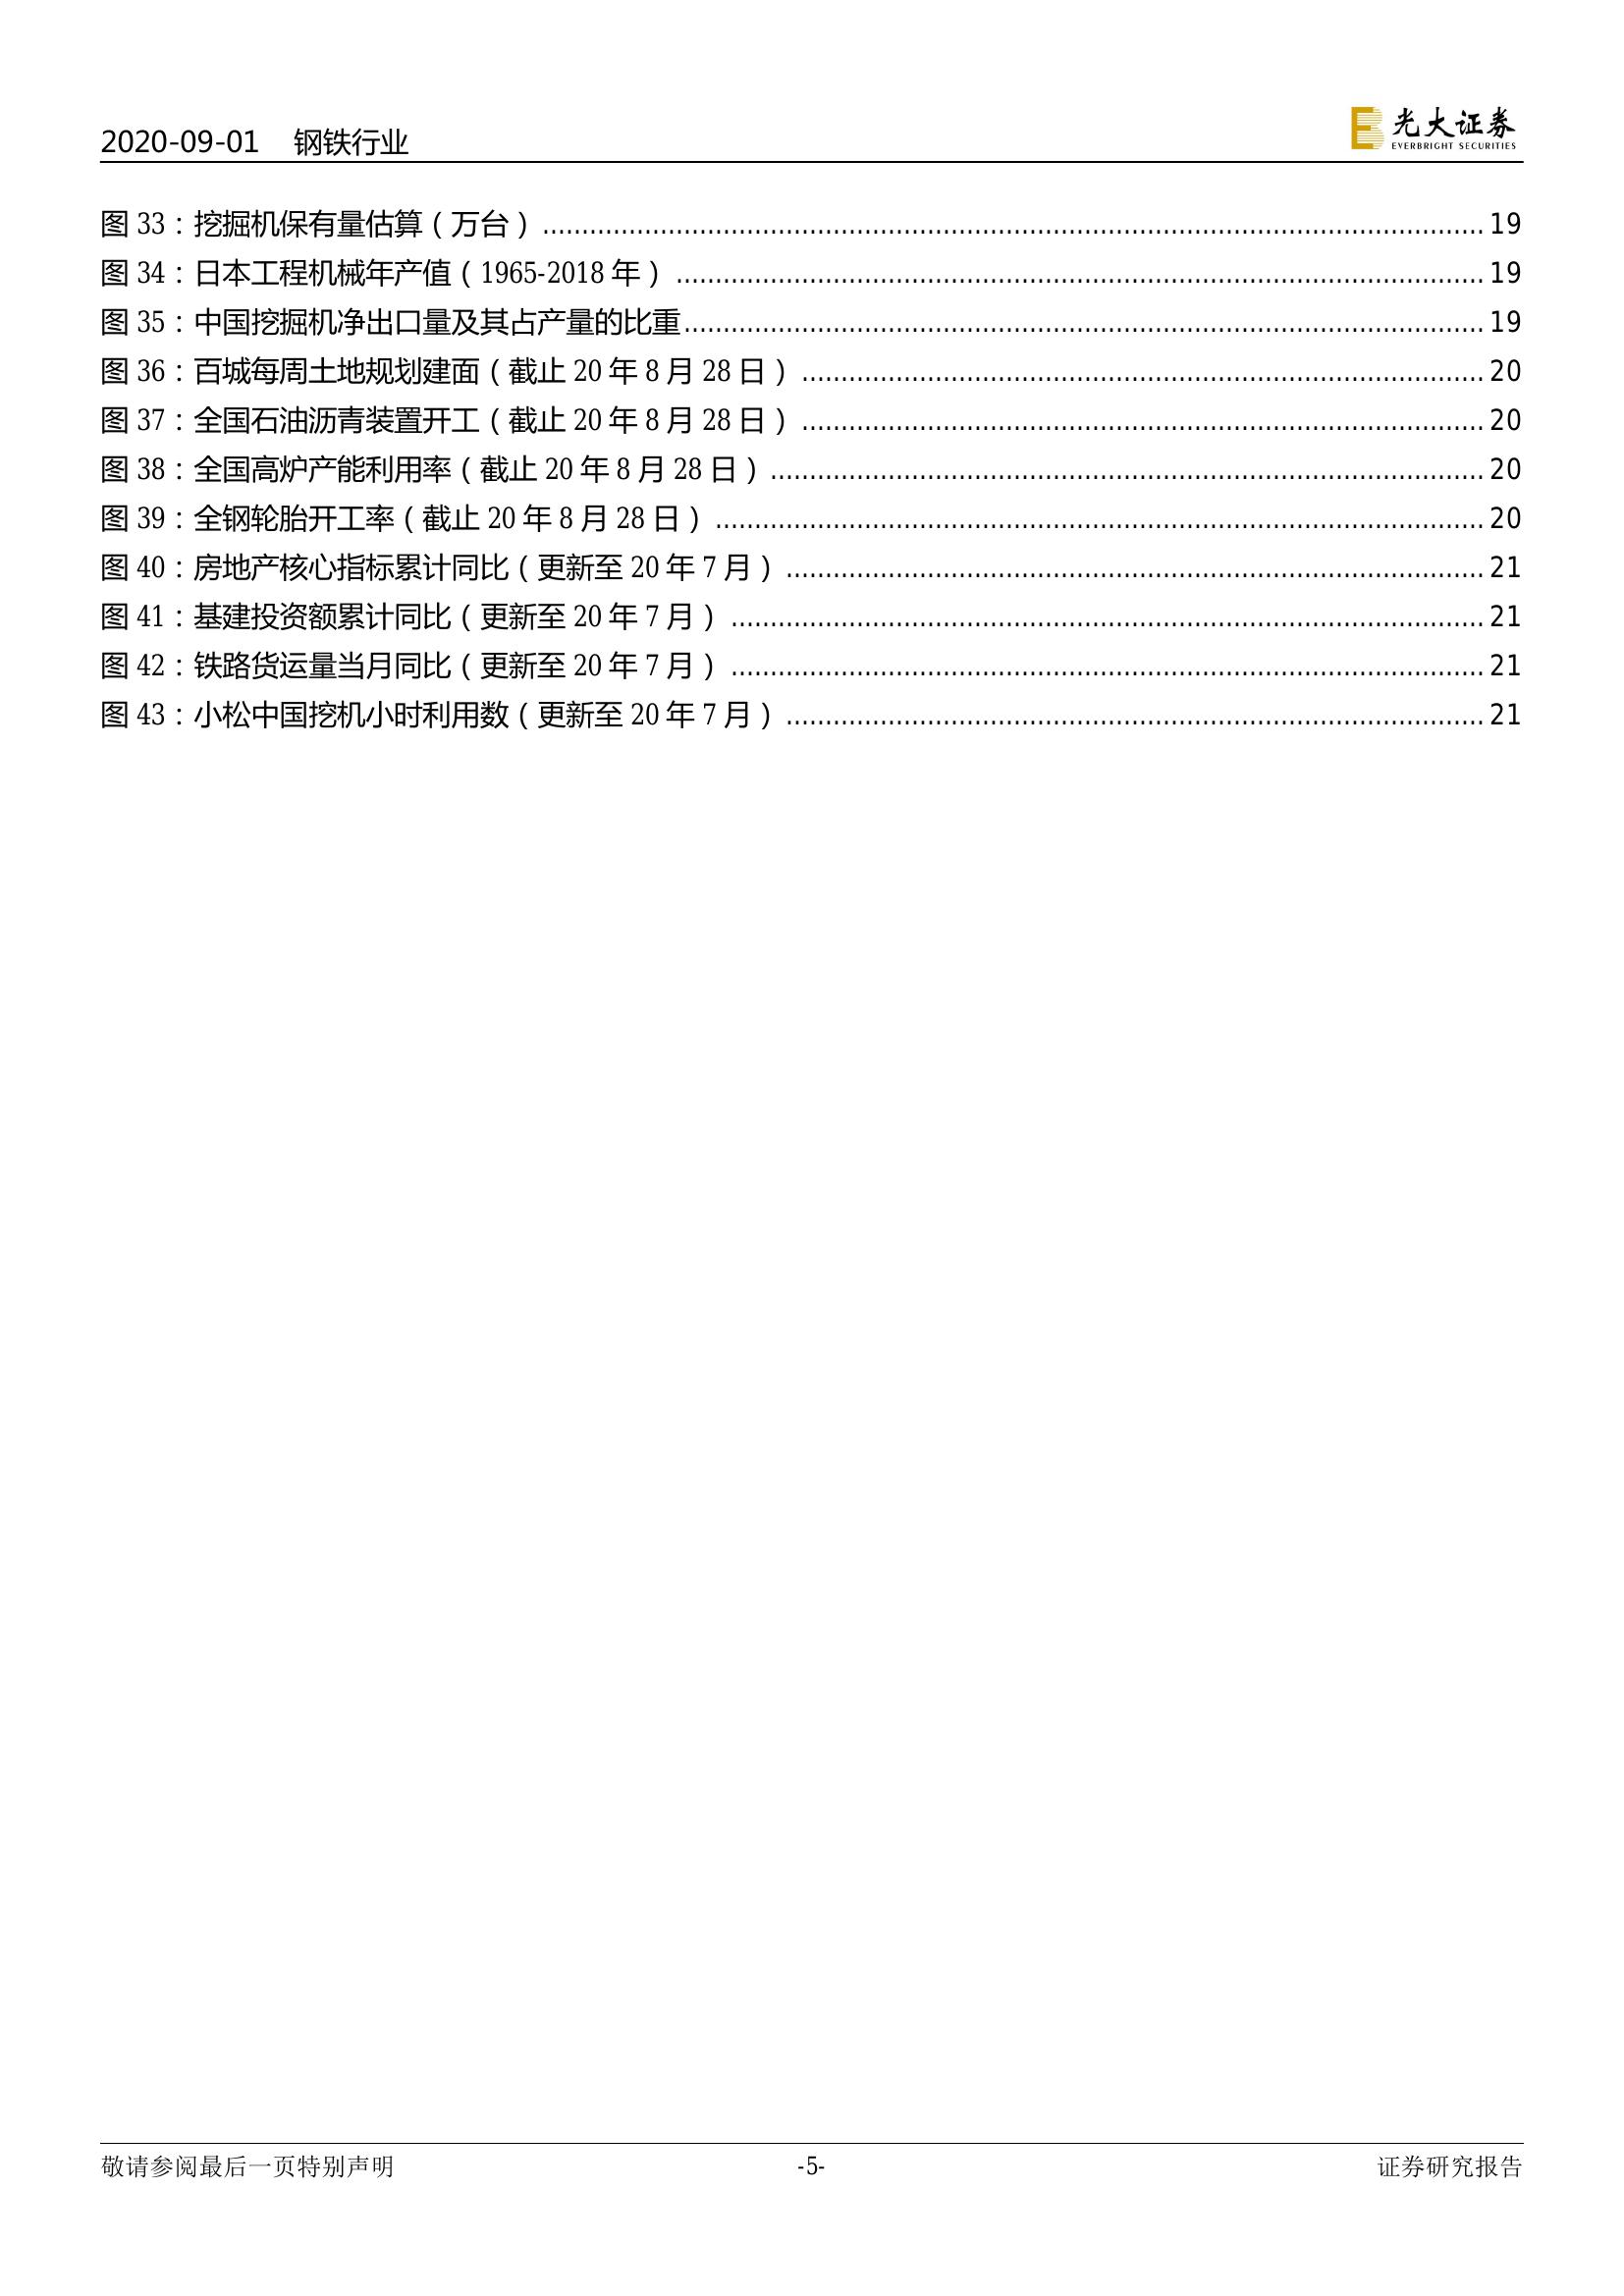 2020-09-01 钢铁行业
光大证券
EVERBRIGHT SECURITIES
图 33：挖掘机保有量估算（万台）........................................19
图 34：日本工程机械年产值（1965-2018 年）........................................19
图 35：中国挖掘机净出口量及其占产量的比重........................................19
图 36：百城每周土地规划建面（截止 20 年 8 月 28 日）........................................20
图 37：全国石油沥青装置开工（截止 20 年 8 月 28 日）........................................20
图 38：全国高炉产能利用率（截止 20 年 8 月 28 日）........................................20
图 39：全钢轮胎开工率（截止 20 年 8 月 28 日）........................................20
图 40：房地产核心指标累计同比（更新至 20 年 7 月）........................................21
图 41：基建投资额累计同比（更新至 20 年 7 月）........................................21
图 42：铁路货运量当月同比（更新至 20 年 7 月）........................................21
图 43：小松中国挖机小时利用数（更新至 20 年 7 月）........................................21
敬请参阅最后一页特别声明 -5- 证券研究报告